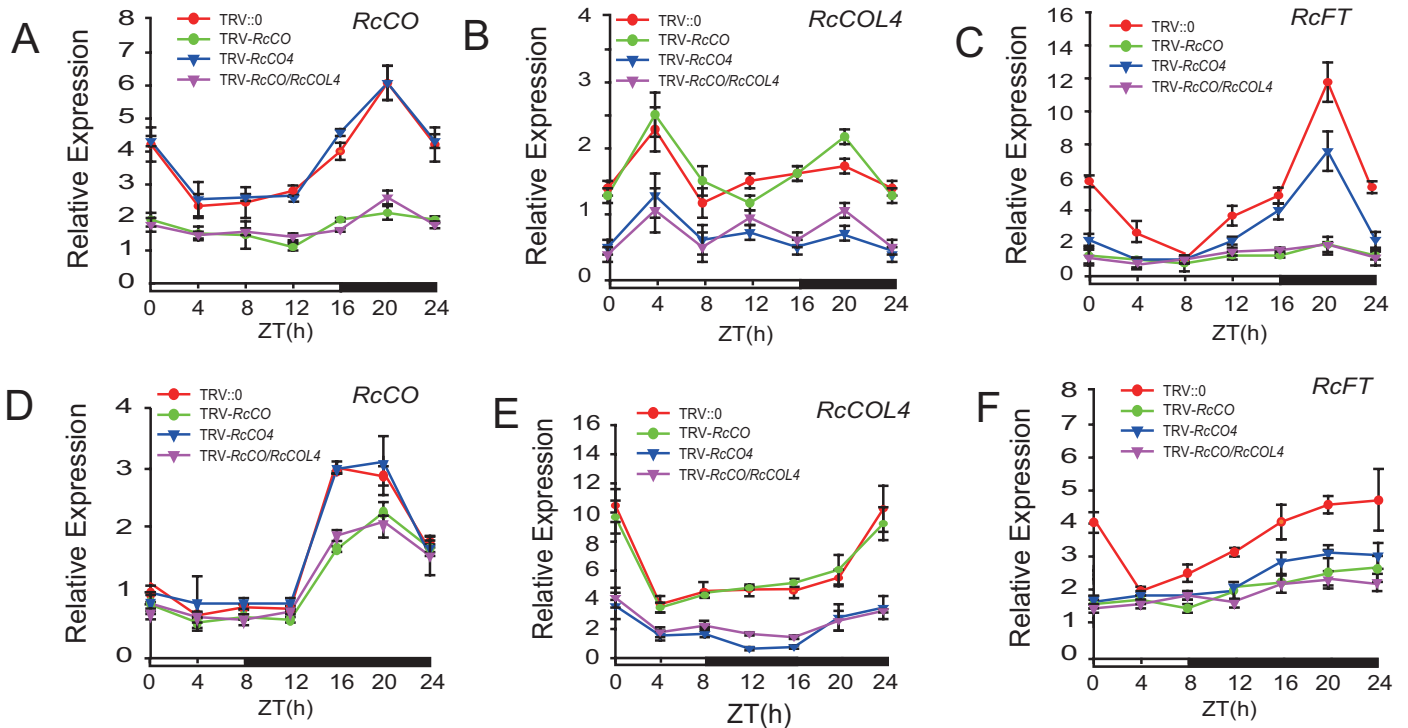 A
RcCO
TRV::0
TRV-RcCO
TRV-RcCO4
TRV-RcCO/RcCOL4
Relative Expression
8
7
6
5
4
3
2
1
0
0 4 8 12 16 20 24
ZT(h)
B
RcCOL4
TRV::0
TRV-RcCO
TRV-RcCO4
TRV-RcCO/RcCOL4
Relative Expression
4
3
2
1
0
0 4 8 12 16 20 24
ZT(h)
C
RcFT
TRV::0
TRV-RcCO
TRV-RcCO4
TRV-RcCO/RcCOL4
Relative Expression
16
14
12
10
8
6
4
2
0
0 4 8 12 16 20 24
ZT(h)
D
RcCO
TRV::0
TRV-RcCO
TRV-RcCO4
TRV-RcCO/RcCOL4
Relative Expression
4
3
2
1
0
0 4 8 12 16 20 24
ZT(h)
E
RcCOL4
TRV::0
TRV-RcCO
TRV-RcCO4
TRV-RcCO/RcCOL4
Relative Expression
16
14
12
10
8
6
4
2
0
0 4 8 12 16 20 24
ZT(h)
F
RcFT
TRV::0
TRV-RcCO
TRV-RcCO4
TRV-RcCO/RcCOL4
Relative Expression
8
7
6
5
4
3
2
1
0
0 4 8 12 16 20 24
ZT(h)